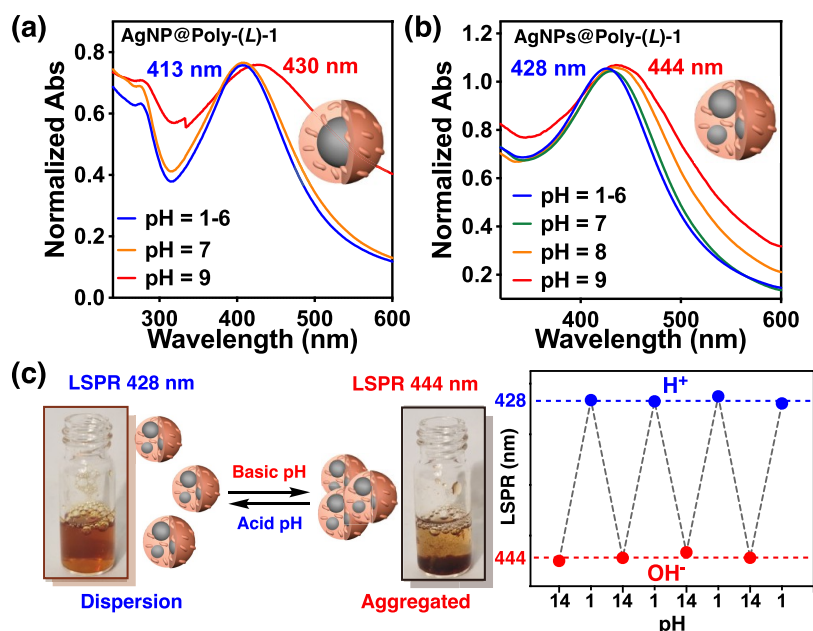 (a)
AgNP@Poly-(L)-1
413 nm
430 nm
Normalized Abs
0.8
0.6
0.4
0.2
0.0
pH = 1-6
pH = 7
pH = 9
300 400 500 600
Wavelength (nm)
(b)
AgNPs@Poly-(L)-1
428 nm
444 nm
Normalized Abs
1.2
1.0
0.8
0.6
0.4
0.2
pH = 1-6
pH = 7
pH = 8
pH = 9
400 500 600
Wavelength (nm)
(c)
LSPR 428 nm
Dispersion
Basic pH
Acid pH
LSPR 444 nm
Aggregated
LSPR (nm)
428
444
H⁺
OH⁻
14 1 14 1 14 1 14 1
pH